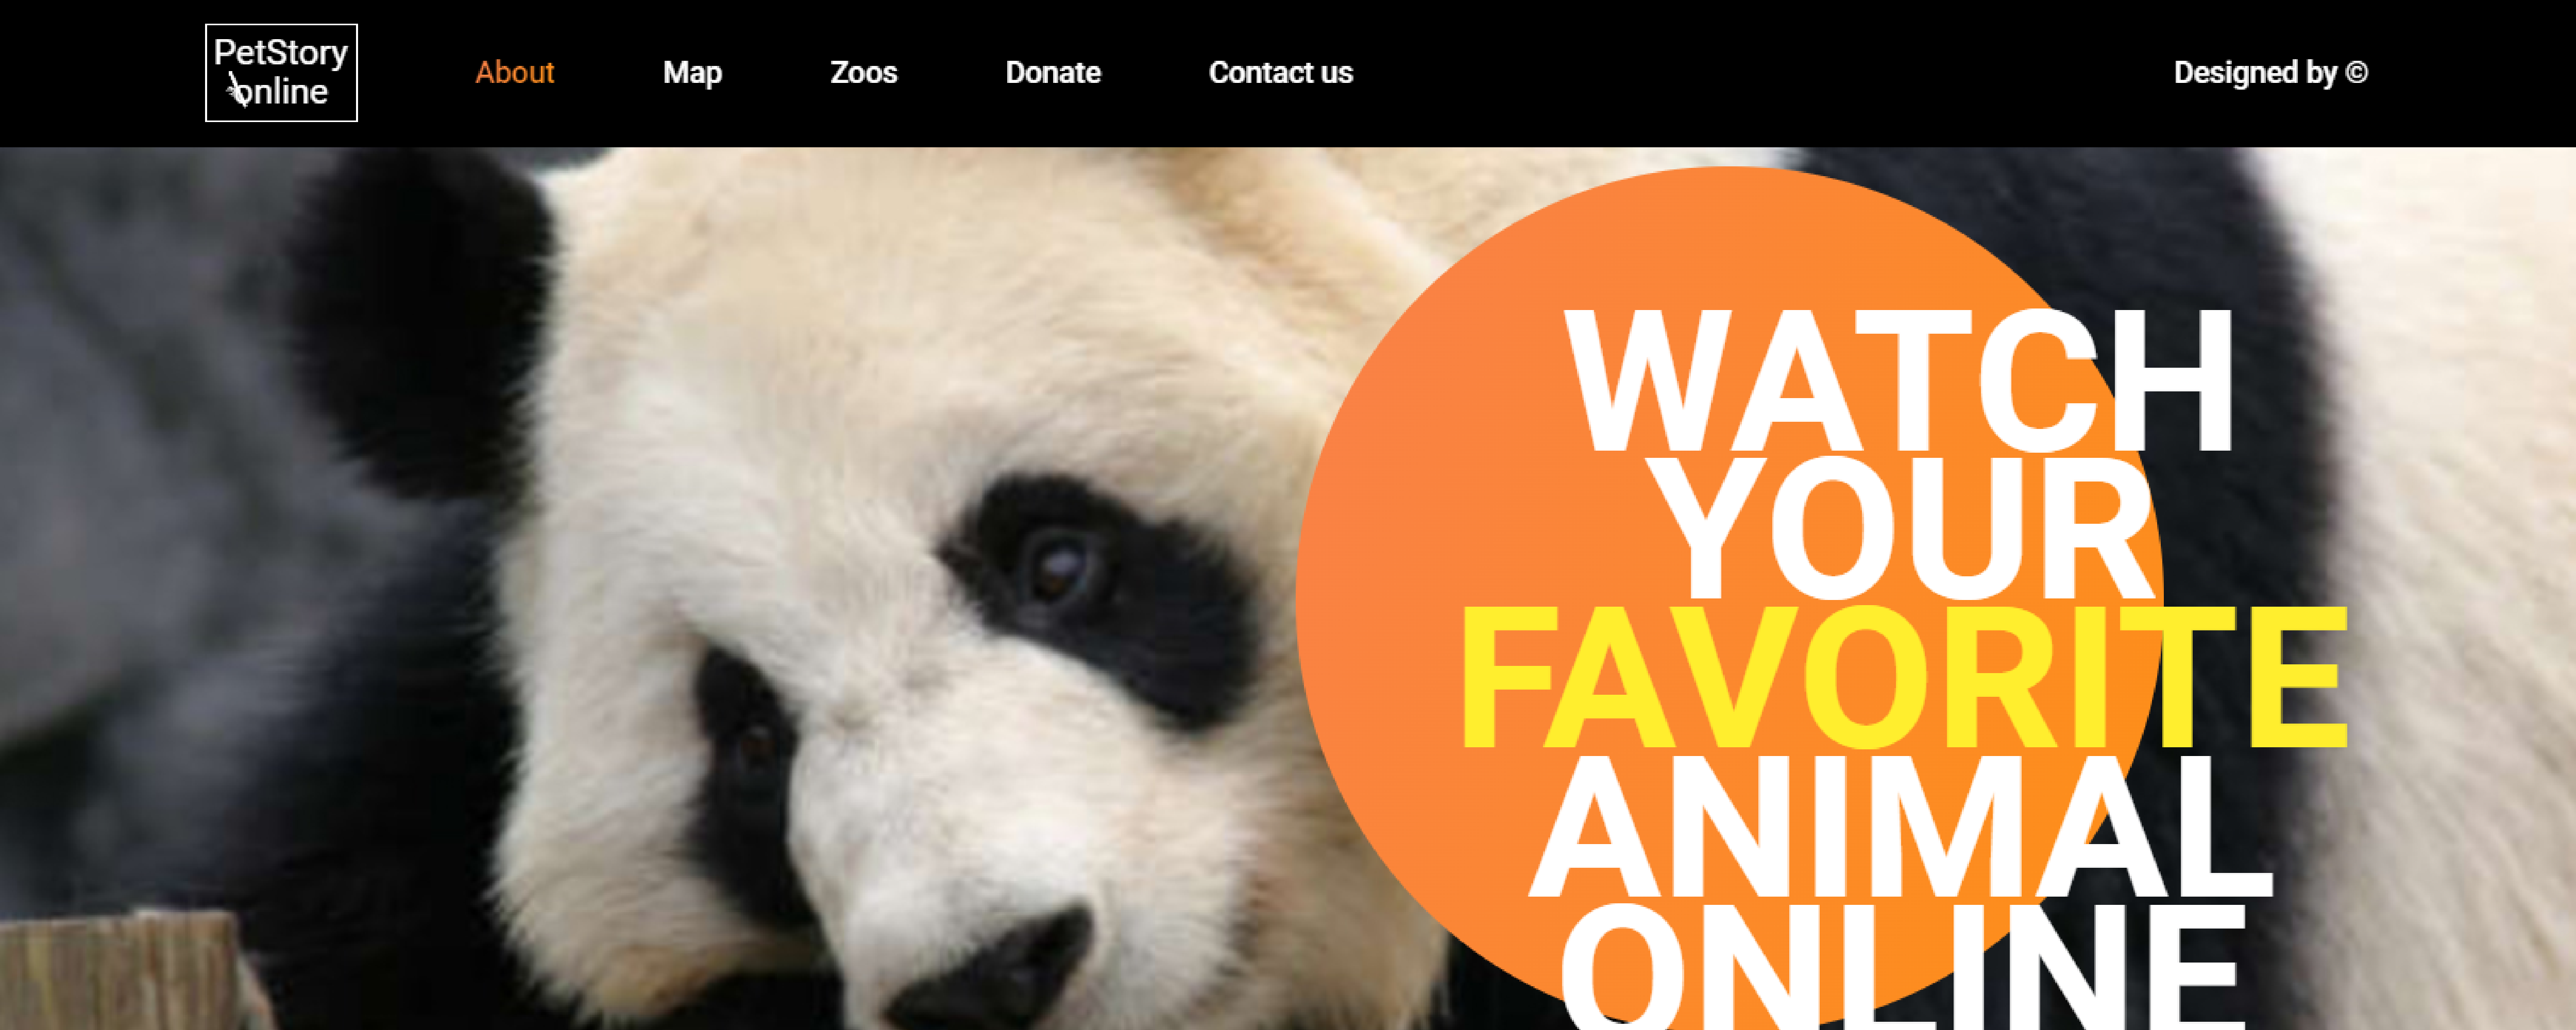 PetStory
online
About Map Zoos Donate Contact us Designed by ©
WATCH
YOUR
FAVORITE
ANIMAL
ONLINE